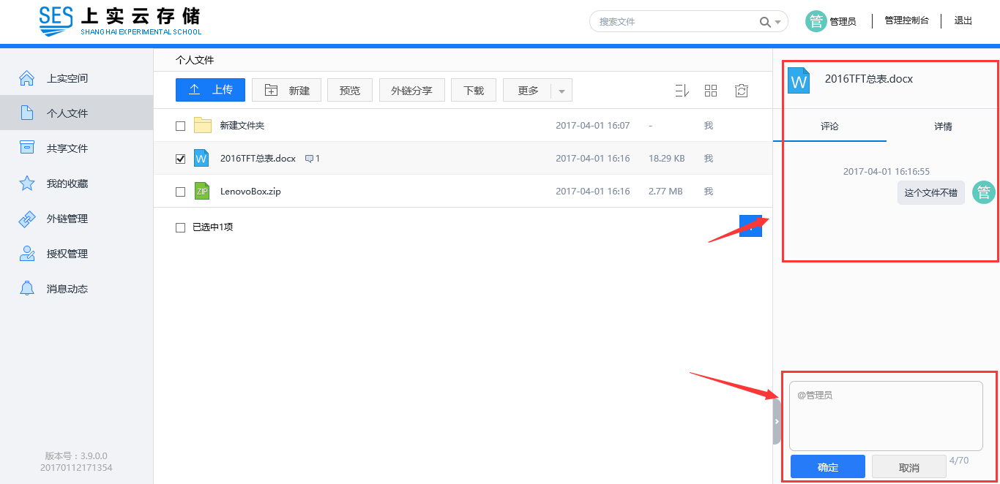 SES 上实云存储
SHANGHAI EXPERIMENTAL SCHOOL
搜索文件
管 管理员 管理控制台 退出
上实空间
个人文件
共享文件
我的收藏
外链管理
授权管理
消息动态
版本号：3.9.0.0
20170112171354
个人文件
上传 新建 预览 外链分享 下载 更多
新建文件夹 2017-04-01 16:07 - 我
W 2016TFT总表.docx 1 2017-04-01 16:16 18.29 KB 我
ZIP LenovoBox.zip 2017-04-01 16:16 2.77 MB 我
已选中1项
W 2016TFT总表.docx
评论 详情
2017-04-01 16:16:55
这个文件不错 管
@管理员
确定 取消 4/70